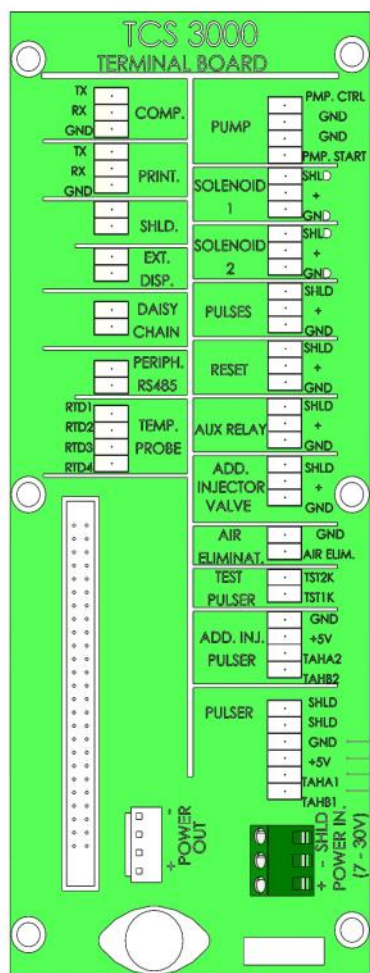 TCS 3000
TERMINAL BOARD
TX
RX
GND
COMP.
TX
RX
GND
PRINT.
SHLD.
EXT.
DISP.
DAISY
CHAIN
PERIPH.
RS485
RTD1
RTD2
RTD3
RTD4
TEMP.
PROBE
PUMP
PMP. CTRL
GND
GND
PMP. START
SOLENOID
1
SHLD
+
GND
SOLENOID
2
SHLD
+
GND
PULSES
SHLD
+
GND
RESET
SHLD
+
GND
AUX RELAY
SHLD
+
GND
ADD.
INJECTOR
VALVE
SHLD
+
GND
AIR
ELIMINAT.
GND
AIR ELIM.
TEST
PULSER
TST2K
TST1K
ADD. INJ.
PULSER
GND
+5V
TAHA2
TAHB2
PULSER
SHLD
SHLD
GND
+5V
TAHA1
TAHB1
+ -
POWER
OUT
+ - SHLD
POWER IN.
(7 - 30V)